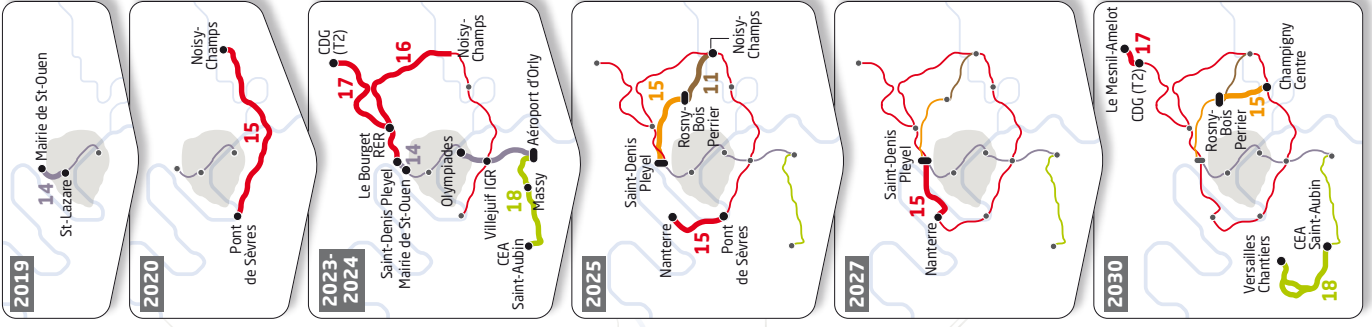 2019
Mairie de St-Ouen
14
St-Lazare
2020
Noisy-
Champs
15
Pont
de Sèvres
2023-
2024
CDG
(T2)
17
16
Noisy-
Champs
Le Bourget
RER
Saint-Denis Pleyel
Mairie de St-Ouen
14
Olympiades
Villejuif IGR
Aéroport d'Orly
18
Massy
CEA
Saint-Aubin
2025
Noisy-
Champs
15
11
Rosny-
Bois
Perrier
Saint-Denis
Pleyel
Nanterre
15
Pont
de Sèvres
2027
Saint-Denis
Pleyel
15
Nanterre
2030
Le Mesnil-Amelot
17
CDG (T2)
Rosny-
Bois
Perrier
15
Champigny
Centre
Versailles
Chantiers
CEA
Saint-Aubin
18